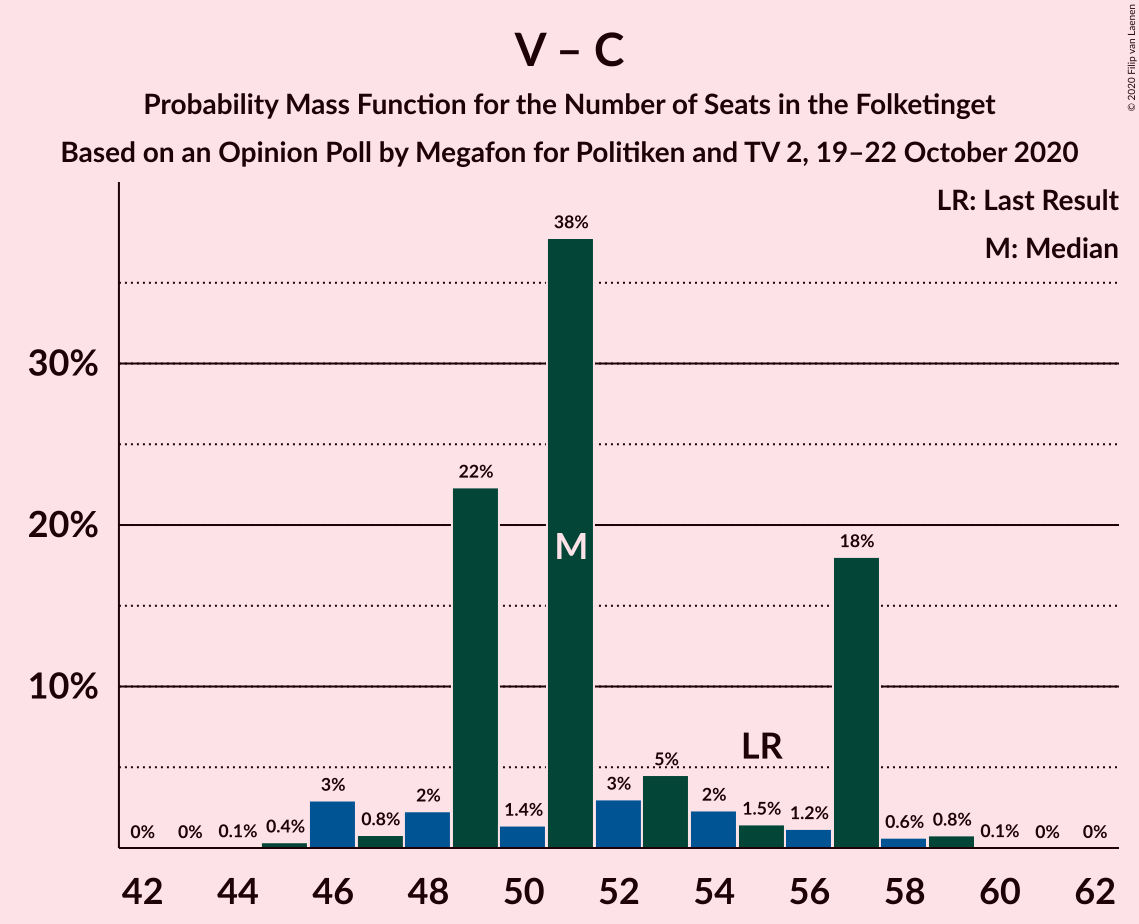 V – C
Probability Mass Function for the Number of Seats in the Folketinget
Based on an Opinion Poll by Megafon for Politiken and TV 2, 19–22 October 2020
© 2020 Filip van Laenen
LR: Last Result
M: Median
38%
30%
22%
20%
M
18%
10%
LR
5%
3%
3%
2%
2%
1.4%
1.5%
1.2%
0.8%
0.8%
0.6%
0.4%
0%
0%
0.1%
0.1%
0%
0%
42 44 46 48 50 52 54 56 58 60 62